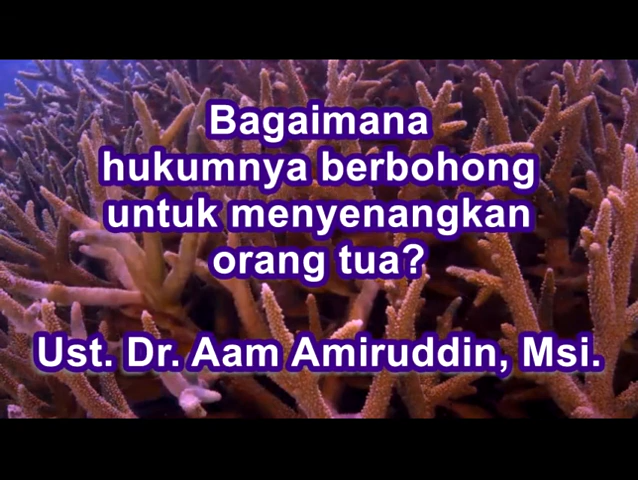 Bagaimana
hukumnya berbohong
untuk menyenangkan
orang tua?
Ust. Dr. Aam Amiruddin, Msi.